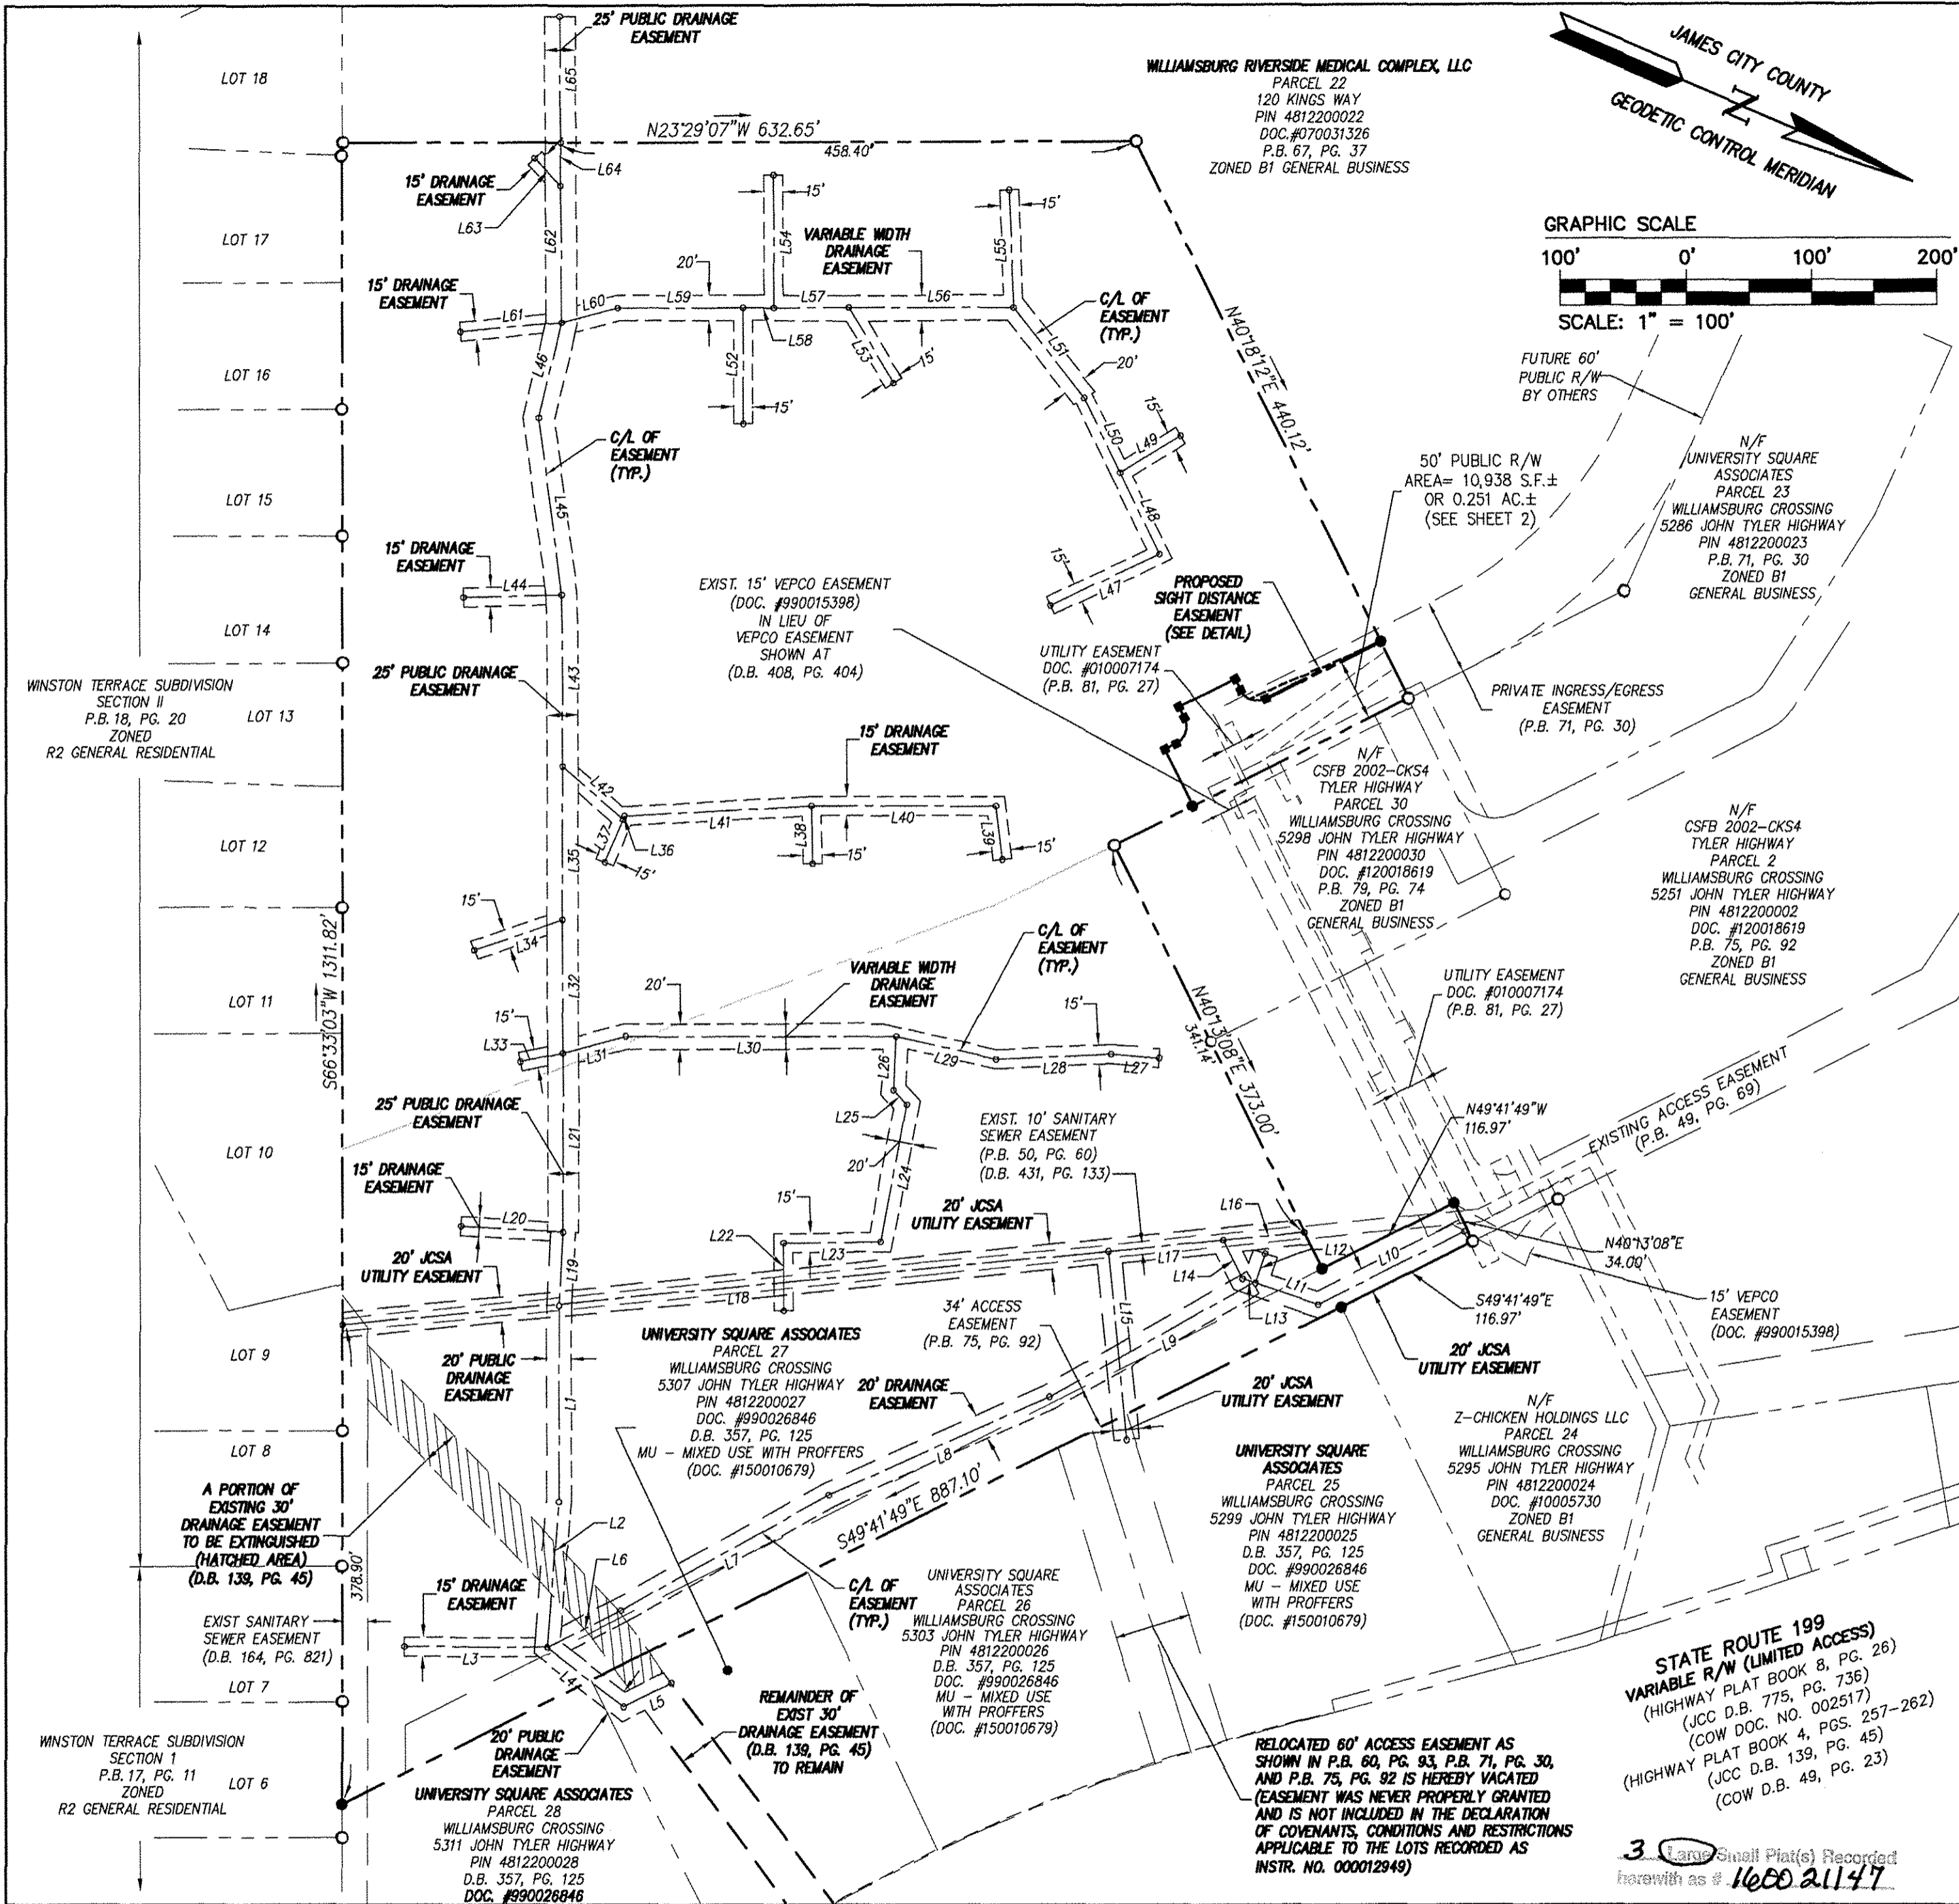 25' PUBLIC DRAINAGE
EASEMENT
LOT 18
L65
WILLIAMSBURG RIVERSIDE MEDICAL COMPLEX, LLC
PARCEL 22
120 KINGS WAY
PIN 4812200022
DOC.#070031326
P.B. 67, PG. 37
ZONED B1 GENERAL BUSINESS
JAMES CITY COUNTY
N
GEODETIC CONTROL MERIDIAN
N23°29'07"W 632.65'
458.40'
L64
15' DRAINAGE
EASEMENT
L63
LOT 17
L62
15'
L54
VARIABLE WIDTH
DRAINAGE
EASEMENT
15'
L55
GRAPHIC SCALE
100' 0' 100' 200'
SCALE: 1" = 100'
15' DRAINAGE
EASEMENT
20'
L61
L60
L59
L57
L56
L58
L46
L52
L53
15'
15'
C/L OF
EASEMENT
(TYP.)
L51
20'
N40°18'12"E 440.12'
LOT 16
FUTURE 60'
PUBLIC R/W
BY OTHERS
C/L OF
EASEMENT
(TYP.)
L50
15'
L49
L48
50' PUBLIC R/W
AREA= 10,938 S.F.±
OR 0.251 AC.±
(SEE SHEET 2)
N/F
UNIVERSITY SQUARE
ASSOCIATES
PARCEL 23
WILLIAMSBURG CROSSING
5286 JOHN TYLER HIGHWAY
PIN 4812200023
P.B. 71, PG. 30
ZONED B1
GENERAL BUSINESS
LOT 15
L45
15' DRAINAGE
EASEMENT
L44
15'
L47
EXIST. 15' VEPCO EASEMENT
(DOC. #990015398)
IN LIEU OF
VEPCO EASEMENT
SHOWN AT
(D.B. 408, PG. 404)
PROPOSED
SIGHT DISTANCE
EASEMENT
(SEE DETAIL)
LOT 14
UTILITY EASEMENT
DOC. #010007174
(P.B. 81, PG. 27)
25' PUBLIC DRAINAGE
EASEMENT
L43
WINSTON TERRACE SUBDIVISION
SECTION II
P.B. 18, PG. 20
ZONED
R2 GENERAL RESIDENTIAL
LOT 13
PRIVATE INGRESS/EGRESS
EASEMENT
(P.B. 71, PG. 30)
15' DRAINAGE
EASEMENT
L42
L41
L40
L38
L39
L37
L36
15'
15'
15'
L35
N/F
CSFB 2002-CKS4
TYLER HIGHWAY
PARCEL 30
WILLIAMSBURG CROSSING
5298 JOHN TYLER HIGHWAY
PIN 4812200030
DOC. #120018619
P.B. 79, PG. 74
ZONED B1
GENERAL BUSINESS
N/F
CSFB 2002-CKS4
TYLER HIGHWAY
PARCEL 2
WILLIAMSBURG CROSSING
5251 JOHN TYLER HIGHWAY
PIN 4812200002
DOC. #120018619
P.B. 75, PG. 92
ZONED B1
GENERAL BUSINESS
LOT 12
15'
L34
L32
C/L OF
EASEMENT
(TYP.)
VARIABLE WIDTH
DRAINAGE
EASEMENT
20'
LOT 11
S66°33'03"W 1311.82'
15'
L33
L31
L30
L29
L28
L27
15'
N40°13'08"E 373.00'
341.14'
UTILITY EASEMENT
DOC. #010007174
(P.B. 81, PG. 27)
L26
L25
25' PUBLIC DRAINAGE
EASEMENT
L21
20'
L24
EXIST. 10' SANITARY
SEWER EASEMENT
(P.B. 50, PG. 60)
(D.B. 431, PG. 133)
N49°41'49"W
116.97'
EXISTING ACCESS EASEMENT
(P.B. 49, PG. 69)
LOT 10
15' DRAINAGE
EASEMENT
L20
15'
L22
L23
20' JCSA
UTILITY EASEMENT
L16
L17
L12
L10
L14
L11
L13
N40°13'08"E
34.00'
20' JCSA
UTILITY EASEMENT
L19
L18
34' ACCESS
EASEMENT
(P.B. 75, PG. 92)
L15
L9
S49°41'49"E
116.97'
15' VEPCO
EASEMENT
(DOC. #990015398)
LOT 9
20' PUBLIC
DRAINAGE
EASEMENT
L1
UNIVERSITY SQUARE ASSOCIATES
PARCEL 27
WILLIAMSBURG CROSSING
5307 JOHN TYLER HIGHWAY
PIN 4812200027
DOC. #990026846
D.B. 357, PG. 125
MU - MIXED USE WITH PROFFERS
(DOC. #150010679)
20' DRAINAGE
EASEMENT
20' JCSA
UTILITY EASEMENT
20' JCSA
UTILITY EASEMENT
L8
S49°41'49"E 887.10'
LOT 8
A PORTION OF
EXISTING 30'
DRAINAGE EASEMENT
TO BE EXTINGUISHED
(HATCHED AREA)
(D.B. 139, PG. 45)
378.90'
L2
L6
L7
UNIVERSITY SQUARE
ASSOCIATES
PARCEL 25
WILLIAMSBURG CROSSING
5299 JOHN TYLER HIGHWAY
PIN 4812200025
D.B. 357, PG. 125
DOC. #990026846
MU - MIXED USE
WITH PROFFERS
(DOC. #150010679)
N/F
Z-CHICKEN HOLDINGS LLC
PARCEL 24
WILLIAMSBURG CROSSING
5295 JOHN TYLER HIGHWAY
PIN 4812200024
DOC. #10005730
ZONED B1
GENERAL BUSINESS
15' DRAINAGE
EASEMENT
C/L OF
EASEMENT
(TYP.)
UNIVERSITY SQUARE
ASSOCIATES
PARCEL 26
WILLIAMSBURG CROSSING
5303 JOHN TYLER HIGHWAY
PIN 4812200026
D.B. 357, PG. 125
DOC. #990026846
MU - MIXED USE
WITH PROFFERS
(DOC. #150010679)
EXIST SANITARY
SEWER EASEMENT
(D.B. 164, PG. 821)
L3
L4
L5
LOT 7
REMAINDER OF
EXIST 30'
DRAINAGE EASEMENT
(D.B. 139, PG. 45)
TO REMAIN
STATE ROUTE 199
VARIABLE R/W (LIMITED ACCESS)
(HIGHWAY PLAT BOOK 8, PG. 26)
(JCC D.B. 775, PG. 736)
(COW DOC. NO. 002517)
(HIGHWAY PLAT BOOK 4, PGS. 257-262)
(JCC D.B. 139, PG. 45)
(COW D.B. 49, PG. 23)
WINSTON TERRACE SUBDIVISION
SECTION 1
P.B. 17, PG. 11
ZONED
R2 GENERAL RESIDENTIAL
LOT 6
20' PUBLIC
DRAINAGE
EASEMENT
UNIVERSITY SQUARE ASSOCIATES
PARCEL 28
WILLIAMSBURG CROSSING
5311 JOHN TYLER HIGHWAY
PIN 4812200028
D.B. 357, PG. 125
DOC. #990026846
RELOCATED 60' ACCESS EASEMENT AS
SHOWN IN P.B. 60, PG. 93, P.B. 71, PG. 30,
AND P.B. 75, PG. 92 IS HEREBY VACATED
(EASEMENT WAS NEVER PROPERLY GRANTED
AND IS NOT INCLUDED IN THE DECLARATION
OF COVENANTS, CONDITIONS AND RESTRICTIONS
APPLICABLE TO THE LOTS RECORDED AS
INSTR. NO. 000012949)
3 Large/Small Plat(s) Recorded
herewith as # 160021147